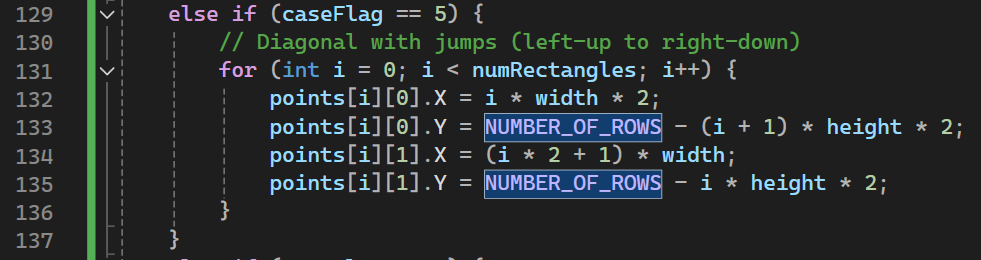 129 else if (caseFlag == 5) {
130 // Diagonal with jumps (left-up to right-down)
131 for (int i = 0; i < numRectangles; i++) {
132 points[i][0].X = i * width * 2;
133 points[i][0].Y = NUMBER_OF_ROWS - (i + 1) * height * 2;
134 points[i][1].X = (i * 2 + 1) * width;
135 points[i][1].Y = NUMBER_OF_ROWS - i * height * 2;
136 }
137 }